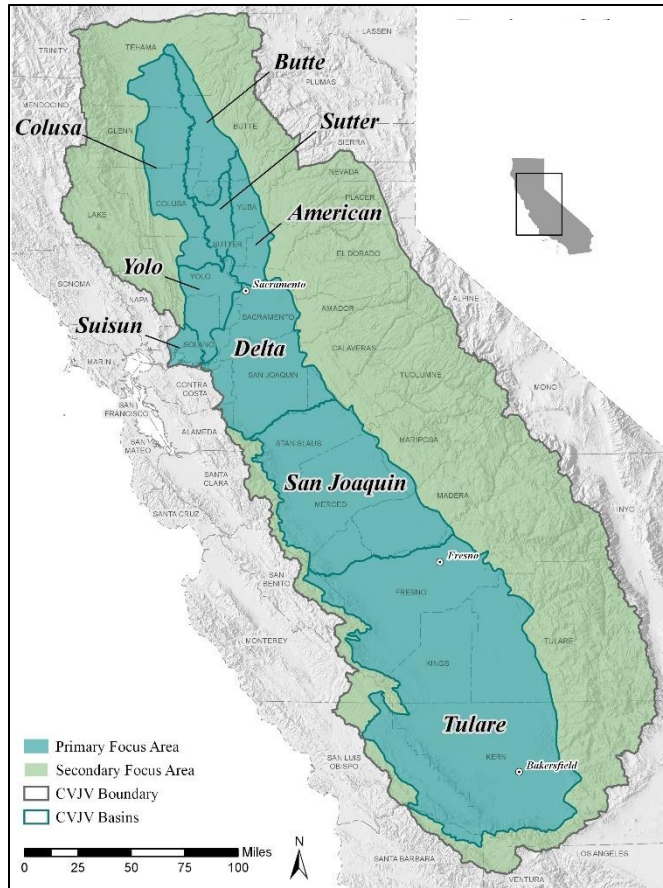 LASSEN
TRINITY
TEHAMA
PLUMAS
Butte
MENDOCINO
GLENN
BUTTE
Colusa
Sutter
SIERRA
NEVADA
PLACER
COLUSA
YUBA
LAKE
American
SUTTER
EL DORADO
Yolo
YOLO
Sacramento
SONOMA
NAPA
ALPINE
SACRAMENTO
AMADOR
Suisun
SOLANO
Delta
CALAVERAS
MARIN
SAN JOAQUIN
TUOLUMNE
CONTRA
COSTA
MONO
SAN
FRANCISCO
ALAMEDA
STANISLAUS
SAN
MATEO
MARIPOSA
SANTA
CLARA
San Joaquin
MERCED
MADERA
SANTA CRUZ
INYO
Fresno
SAN
BENITO
FRESNO
MONTEREY
TULARE
KINGS
Tulare
Primary Focus Area
Secondary Focus Area
CVJV Boundary
CVJV Basins
SAN LUIS
OBISPO
KERN
Bakersfield
Miles
N
0 25 50 100
SANTA BARBARA
LOS ANGELES
VENTURA